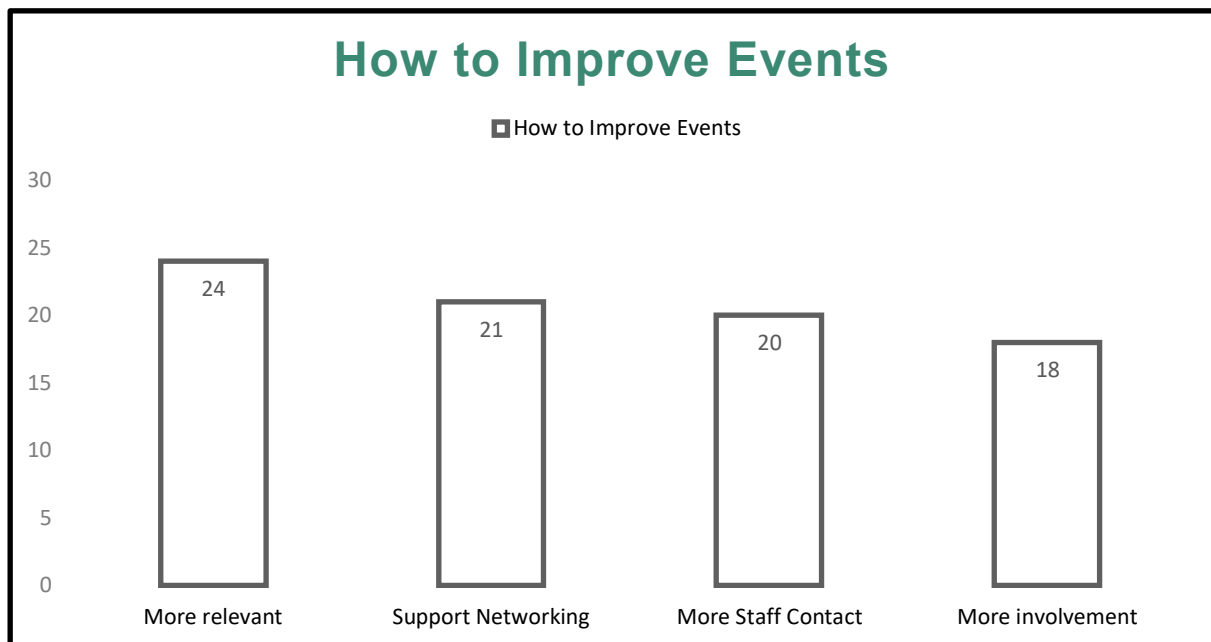 How to Improve Events
How to Improve Events
30
25
20
15
10
5
0
24
21
20
18
More relevant
Support Networking
More Staff Contact
More involvement